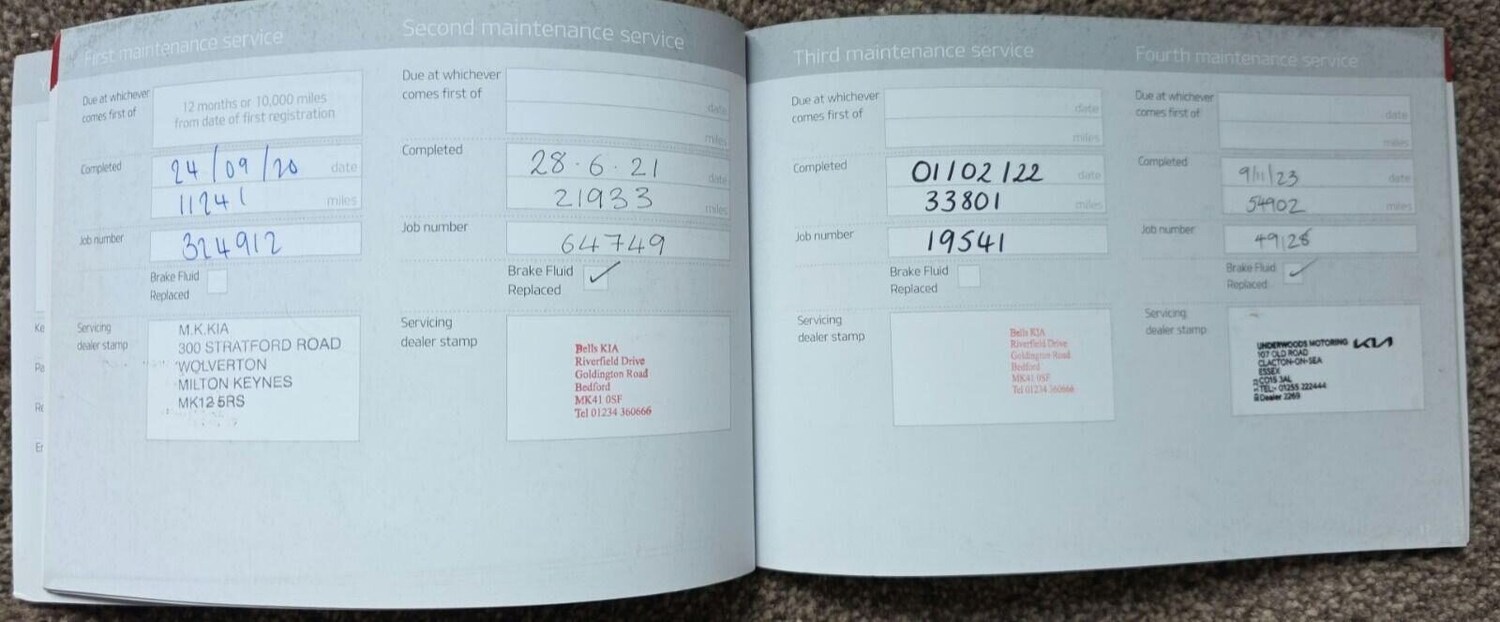 First maintenance service
Due at whichever
comes first of
12 months or 10,000 miles
from date of first registration
Completed
24/09/20 date
11241 miles
Job number
324912
Brake Fluid
Replaced
Servicing
dealer stamp
M.K.KIA
300 STRATFORD ROAD
WOLVERTON
MILTON KEYNES
MK12 5RS
Second maintenance service
Due at whichever
comes first of
date
miles
Completed
28·6·21 date
21933 miles
Job number
64749
Brake Fluid
Replaced ✓
Servicing
dealer stamp
Bells KIA
Riverfield Drive
Goldington Road
Bedford
MK41 0SF
Tel 01234 360666
Third maintenance service
Due at whichever
comes first of
date
miles
Completed
01/02/22 date
33801 miles
Job number
19541
Brake Fluid
Replaced
Servicing
dealer stamp
Bells KIA
Riverfield Drive
Goldington Road
Bedford
MK41 0SF
Tel 01234 360666
Fourth maintenance service
Due at whichever
comes first of
date
miles
Completed
9/11/23 date
54902 miles
Job number
49128
Brake Fluid
Replaced ✓
Servicing
dealer stamp
UNDERWOODS MOTORING KIA
107 OLD ROAD
CLACTON-ON-SEA
ESSEX
CO15 3AL
TEL:- 01255 222444
Dealer 2269
Ke
Pa
Re
Er